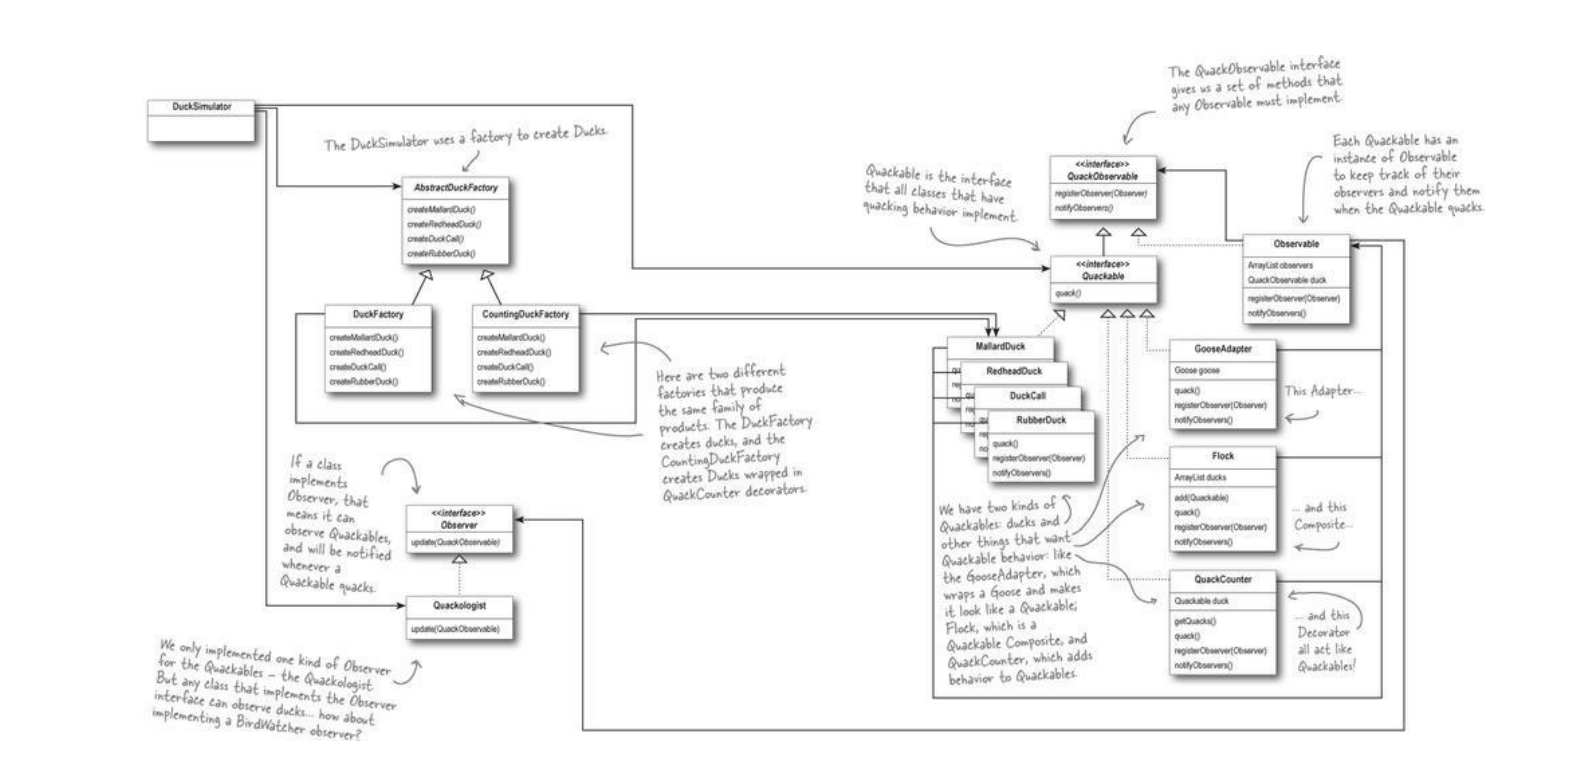 The QuackObservable interface
gives us a set of methods that
any Observable must implement.
DuckSimulator
The DuckSimulator uses a factory to create Ducks.
Each Quackable has an
instance of Observable
to keep track of their
observers and notify them
when the Quackable quacks.
Quackable is the interface
that all classes that have
quacking behavior implement.
<<interface>>
QuackObservable
registerObserver(Observer)
notifyObservers()
AbstractDuckFactory
createMallardDuck()
createRedheadDuck()
createDuckCall()
createRubberDuck()
Observable
ArrayList observers
QuackObservable duck
registerObserver(Observer)
notifyObservers()
<<interface>>
Quackable
quack()
DuckFactory
createMallardDuck()
createRedheadDuck()
createDuckCall()
createRubberDuck()
CountingDuckFactory
createMallardDuck()
createRedheadDuck()
createDuckCall()
createRubberDuck()
MallardDuck
qu
re
no
RedheadDuck
qu
re
no
DuckCall
qu
re
no
RubberDuck
quack()
registerObserver(Observer)
notifyObservers()
GooseAdapter
Goose goose
quack()
registerObserver(Observer)
notifyObservers()
This Adapter...
Here are two different
factories that produce
the same family of
products. The DuckFactory
creates ducks, and the
CountingDuckFactory
creates Ducks wrapped in
QuackCounter decorators.
Flock
ArrayList ducks
add(Quackable)
quack()
registerObserver(Observer)
notifyObservers()
... and this
Composite...
If a class
implements
Observer, that
means it can
observe Quackables,
and will be notified
whenever a
Quackable quacks.
<<interface>>
Observer
update(QuackObservable)
We have two kinds of
Quackables: ducks and
other things that want
Quackable behavior: like
the GooseAdapter, which
wraps a Goose and makes
it look like a Quackable;
Flock, which is a
Quackable Composite, and
QuackCounter, which adds
behavior to Quackables.
QuackCounter
Quackable duck
getQuacks()
quack()
registerObserver(Observer)
notifyObservers()
... and this
Decorator
all act like
Quackables!
Quackologist
update(QuackObservable)
We only implemented one kind of Observer
for the Quackables – the Quackologist.
But any class that implements the Observer
interface can observe ducks... how about
implementing a BirdWatcher observer?